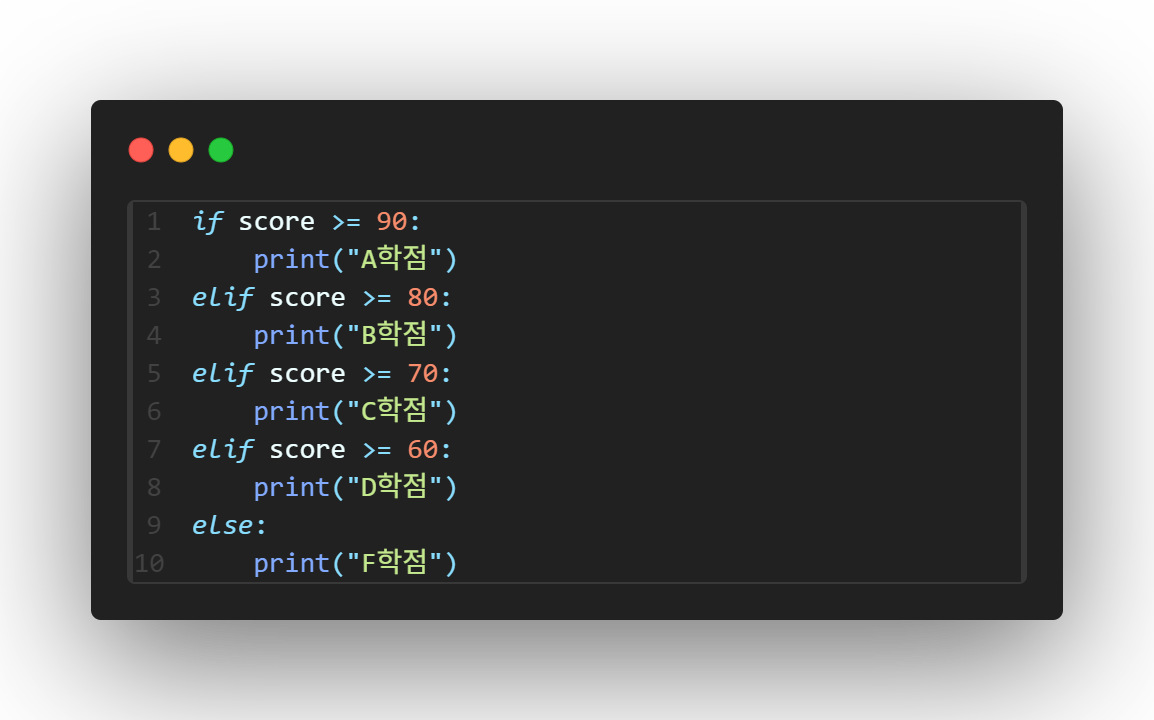 1 if score >= 90:
2     print("A학점")
3 elif score >= 80:
4     print("B학점")
5 elif score >= 70:
6     print("C학점")
7 elif score >= 60:
8     print("D학점")
9 else:
10     print("F학점")